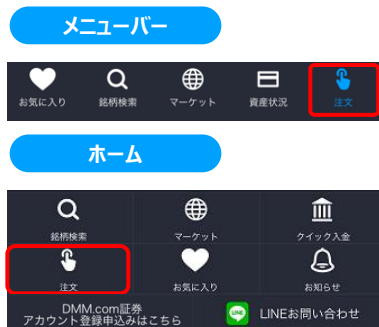 メニューバー
お気に入り 銘柄検索 マーケット 資産状況 注文
ホーム
銘柄検索 マーケット クイック入金
注文 お気に入り お知らせ
DMM.com証券
アカウント登録申込みはこちら
LINE LINEお問い合わせ